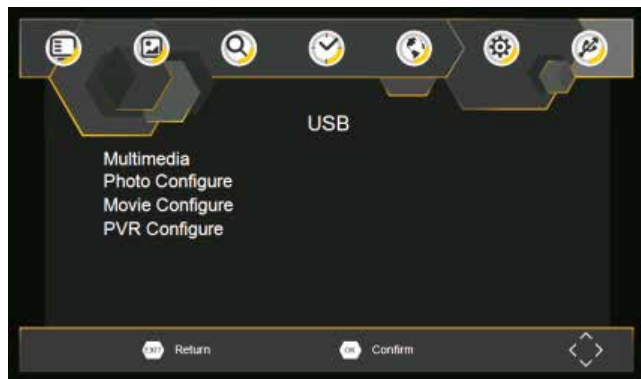 USB
Multimedia
Photo Configure
Movie Configure
PVR Configure
EXIT Return
OK Confirm